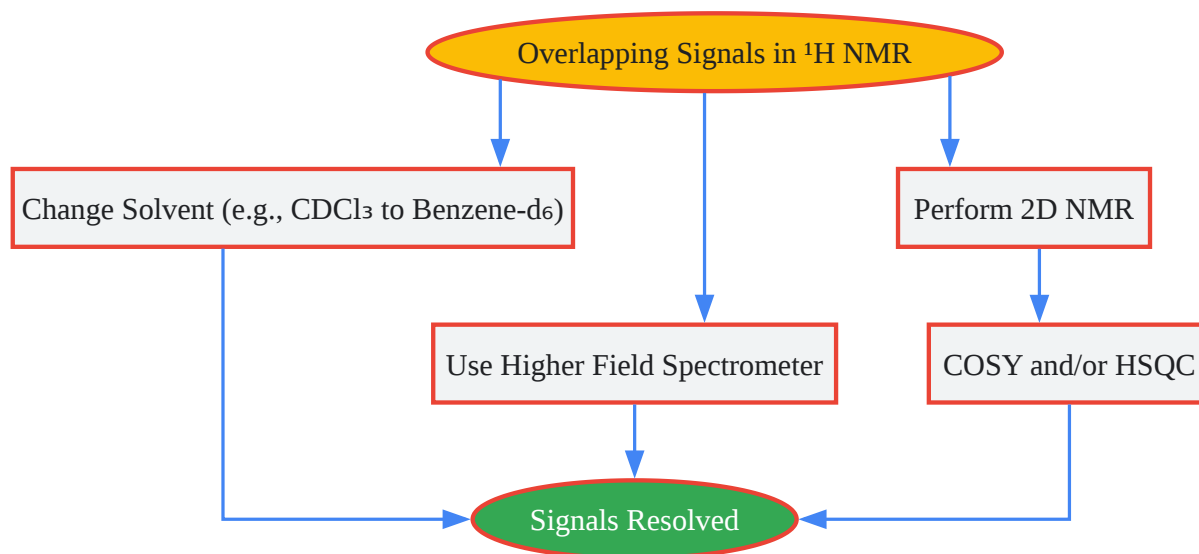 Overlapping Signals in ¹H NMR
Change Solvent (e.g., CDCl₃ to Benzene-d₆)
Perform 2D NMR
Use Higher Field Spectrometer
COSY and/or HSQC
Signals Resolved